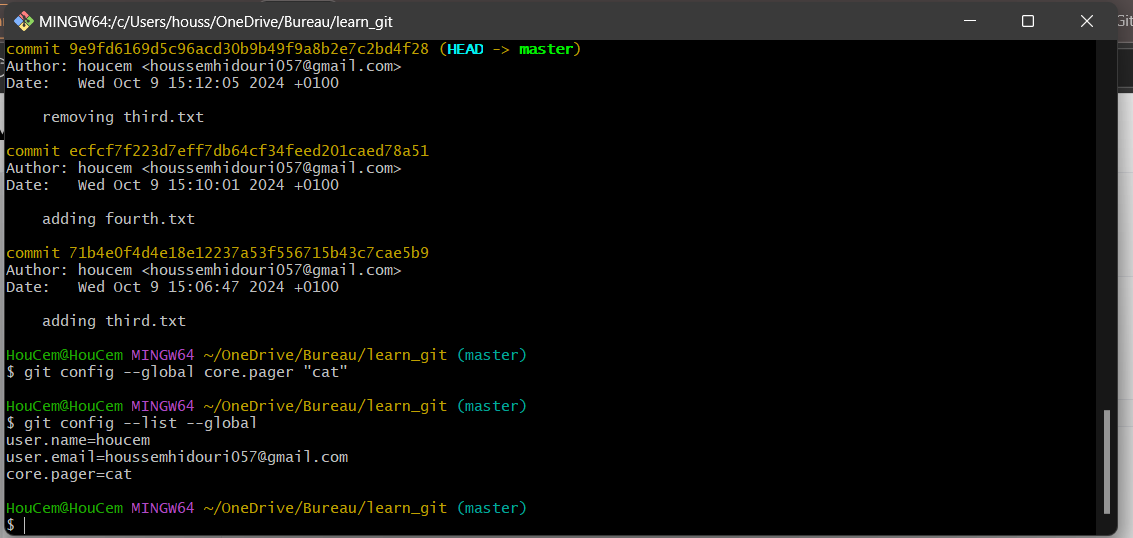 MINGW64:/c/Users/houss/OneDrive/Bureau/learn_git
commit 9e9fd6169d5c96acd30b9b49f9a8b2e7c2bd4f28 (HEAD -> master)
Author: houcem <houssemhidouri057@gmail.com>
Date:   Wed Oct 9 15:12:05 2024 +0100
    removing third.txt
commit ecfcf7f223d7eff7db64cf34feed201caed78a51
Author: houcem <houssemhidouri057@gmail.com>
Date:   Wed Oct 9 15:10:01 2024 +0100
    adding fourth.txt
commit 71b4e0f4d4e18e12237a53f556715b43c7cae5b9
Author: houcem <houssemhidouri057@gmail.com>
Date:   Wed Oct 9 15:06:47 2024 +0100
    adding third.txt
HouCem@HouCem MINGW64 ~/OneDrive/Bureau/learn_git (master)
$ git config --global core.pager "cat"
HouCem@HouCem MINGW64 ~/OneDrive/Bureau/learn_git (master)
$ git config --list --global
user.name=houcem
user.email=houssemhidouri057@gmail.com
core.pager=cat
HouCem@HouCem MINGW64 ~/OneDrive/Bureau/learn_git (master)
$